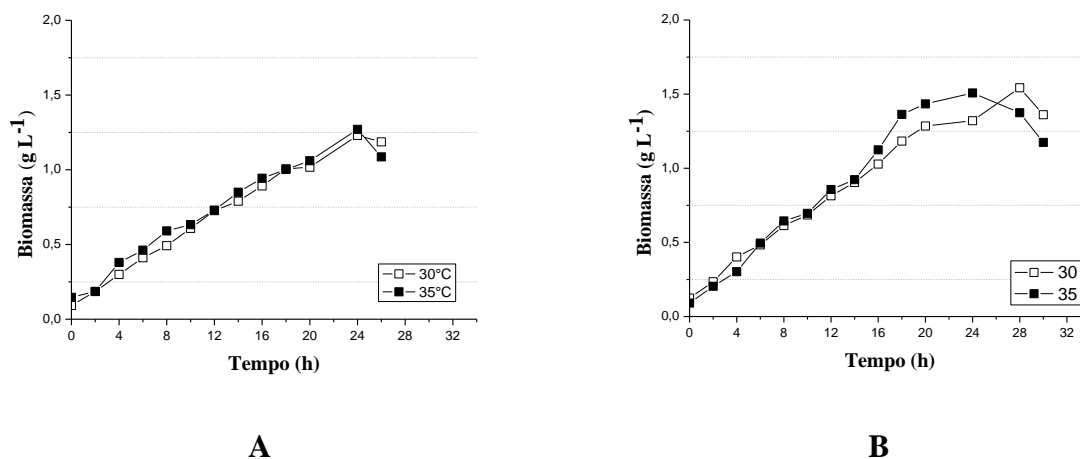 2,0
1,5
1,0
0,5
0,0
Biomassa (g L-1)
0 4 8 12 16 20 24 28 32
Tempo (h)
30°C
35°C
A
2,0
1,5
1,0
0,5
0,0
Biomassa (g L-1)
0 4 8 12 16 20 24 28 32
Tempo (h)
30
35
B